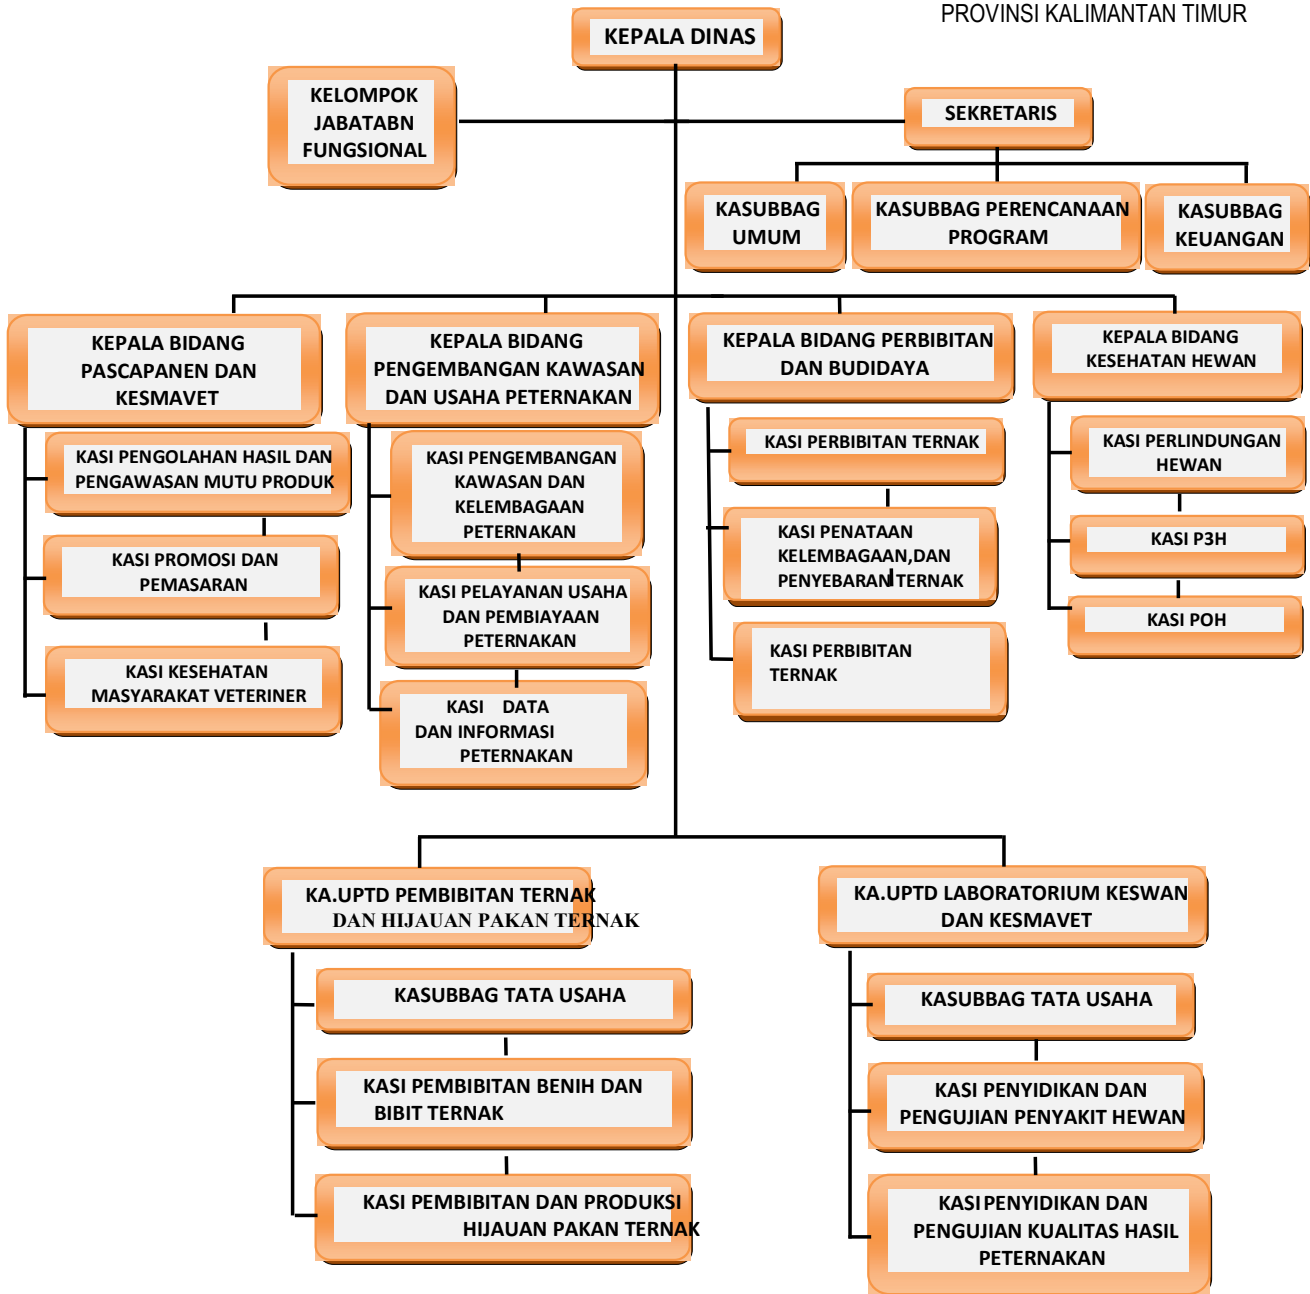 PROVINSI KALIMANTAN TIMUR
KEPALA DINAS
KELOMPOK
JABATABN
FUNGSIONAL
SEKRETARIS
KASUBBAG
UMUM
KASUBBAG PERENCANAAN
PROGRAM
KASUBBAG
KEUANGAN
KEPALA BIDANG
PASCAPANEN DAN
KESMAVET
KEPALA BIDANG
PENGEMBANGAN KAWASAN
DAN USAHA PETERNAKAN
KEPALA BIDANG PERBIBITAN
DAN BUDIDAYA
KEPALA BIDANG
KESEHATAN HEWAN
KASI PENGOLAHAN HASIL DAN
PENGAWASAN MUTU PRODUK
KASI PROMOSI DAN
PEMASARAN
KASI KESEHATAN
MASYARAKAT VETERINER
KASI PENGEMBANGAN
KAWASAN DAN
KELEMBAGAAN
PETERNAKAN
KASI PELAYANAN USAHA
DAN PEMBIAYAAN
PETERNAKAN
KASI DATA
DAN INFORMASI
PETERNAKAN
KASI PERBIBITAN TERNAK
KASI PENATAAN
KELEMBAGAAN,DAN
PENYEBARAN TERNAK
KASI PERBIBITAN
TERNAK
KASI PERLINDUNGAN
HEWAN
KASI P3H
KASI POH
KA.UPTD PEMBIBITAN TERNAK
DAN HIJAUAN PAKAN TERNAK
KASUBBAG TATA USAHA
KASI PEMBIBITAN BENIH DAN
BIBIT TERNAK
KASI PEMBIBITAN DAN PRODUKSI
HIJAUAN PAKAN TERNAK
KA.UPTD LABORATORIUM KESWAN
DAN KESMAVET
KASUBBAG TATA USAHA
KASI PENYIDIKAN DAN
PENGUJIAN PENYAKIT HEWAN
KASI PENYIDIKAN DAN
PENGUJIAN KUALITAS HASIL
PETERNAKAN